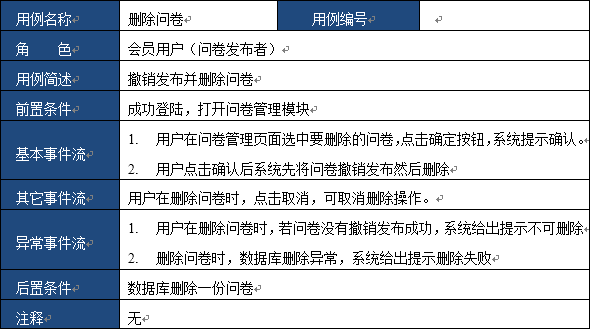 用例名称 删除问卷 用例编号
角 色 会员用户（问卷发布者）
用例简述 撤销发布并删除问卷
前置条件 成功登陆，打开问卷管理模块
基本事件流
1. 用户在问卷管理页面选中要删除的问卷,点击确定按钮,系统提示确认。
2. 用户点击确认后系统先将问卷撤销发布然后删除
其它事件流 用户在删除问卷时，点击取消，可取消删除操作。
异常事件流
1. 用户在删除问卷时，若问卷没有撤销发布成功，系统给出提示不可删除
2. 删除问卷时，数据库删除异常，系统给出提示删除失败
后置条件 数据库删除一份问卷
注释 无